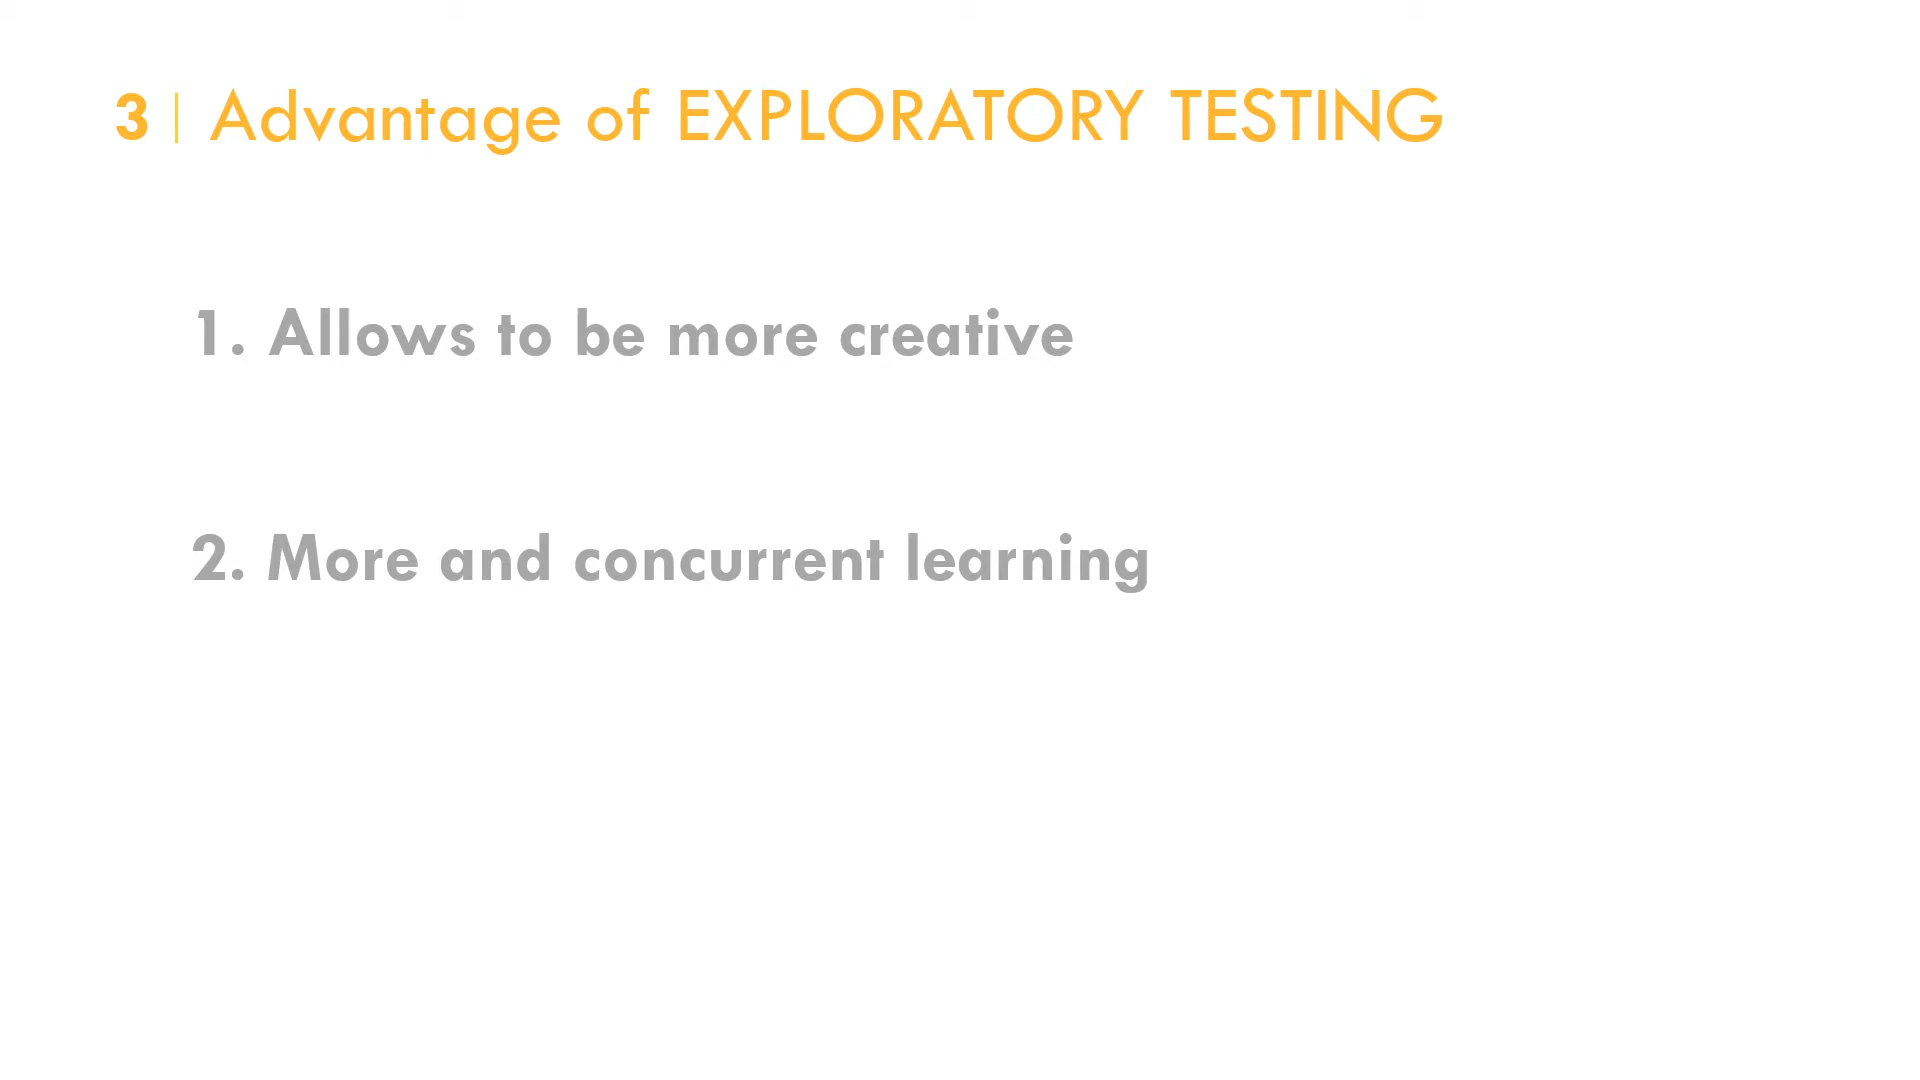 3 | Advantage of EXPLORATORY TESTING
1. Allows to be more creative
2. More and concurrent learning